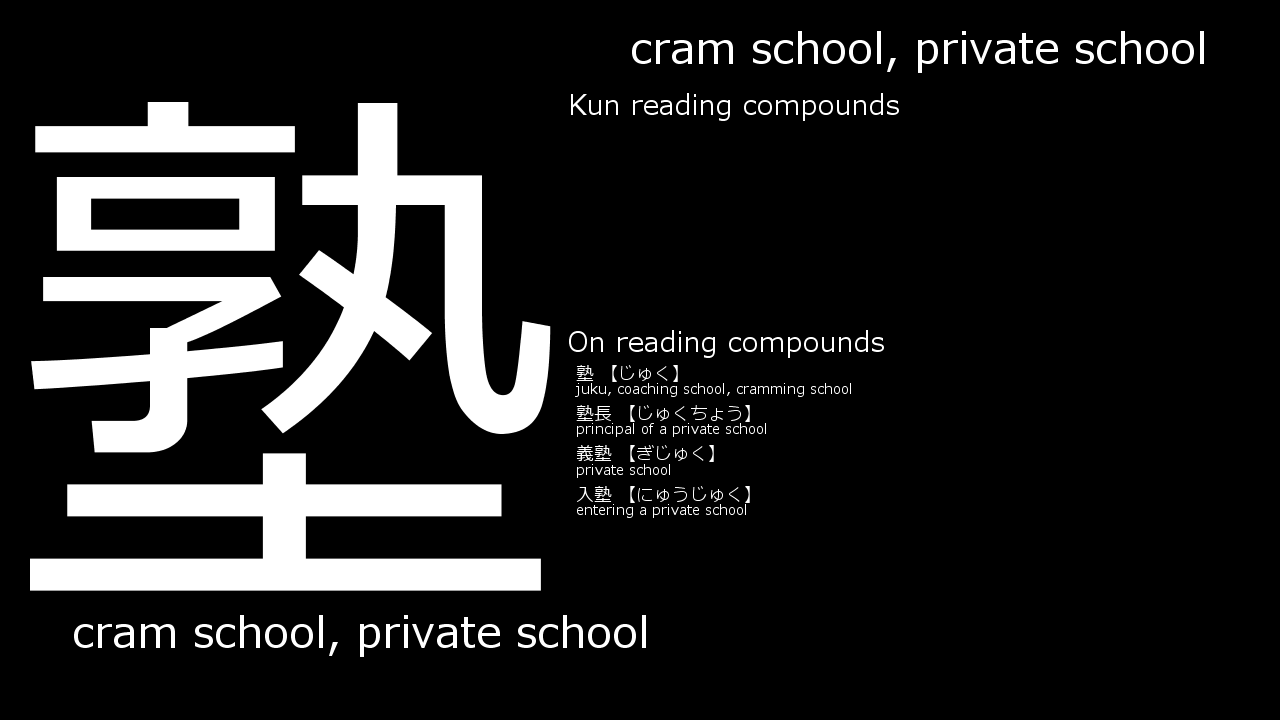 cram school, private school
塾
Kun reading compounds
On reading compounds
塾 【じゅく】
juku, coaching school, cramming school
塾長 【じゅくちょう】
principal of a private school
義塾 【ぎじゅく】
private school
入塾 【にゅうじゅく】
entering a private school
cram school, private school